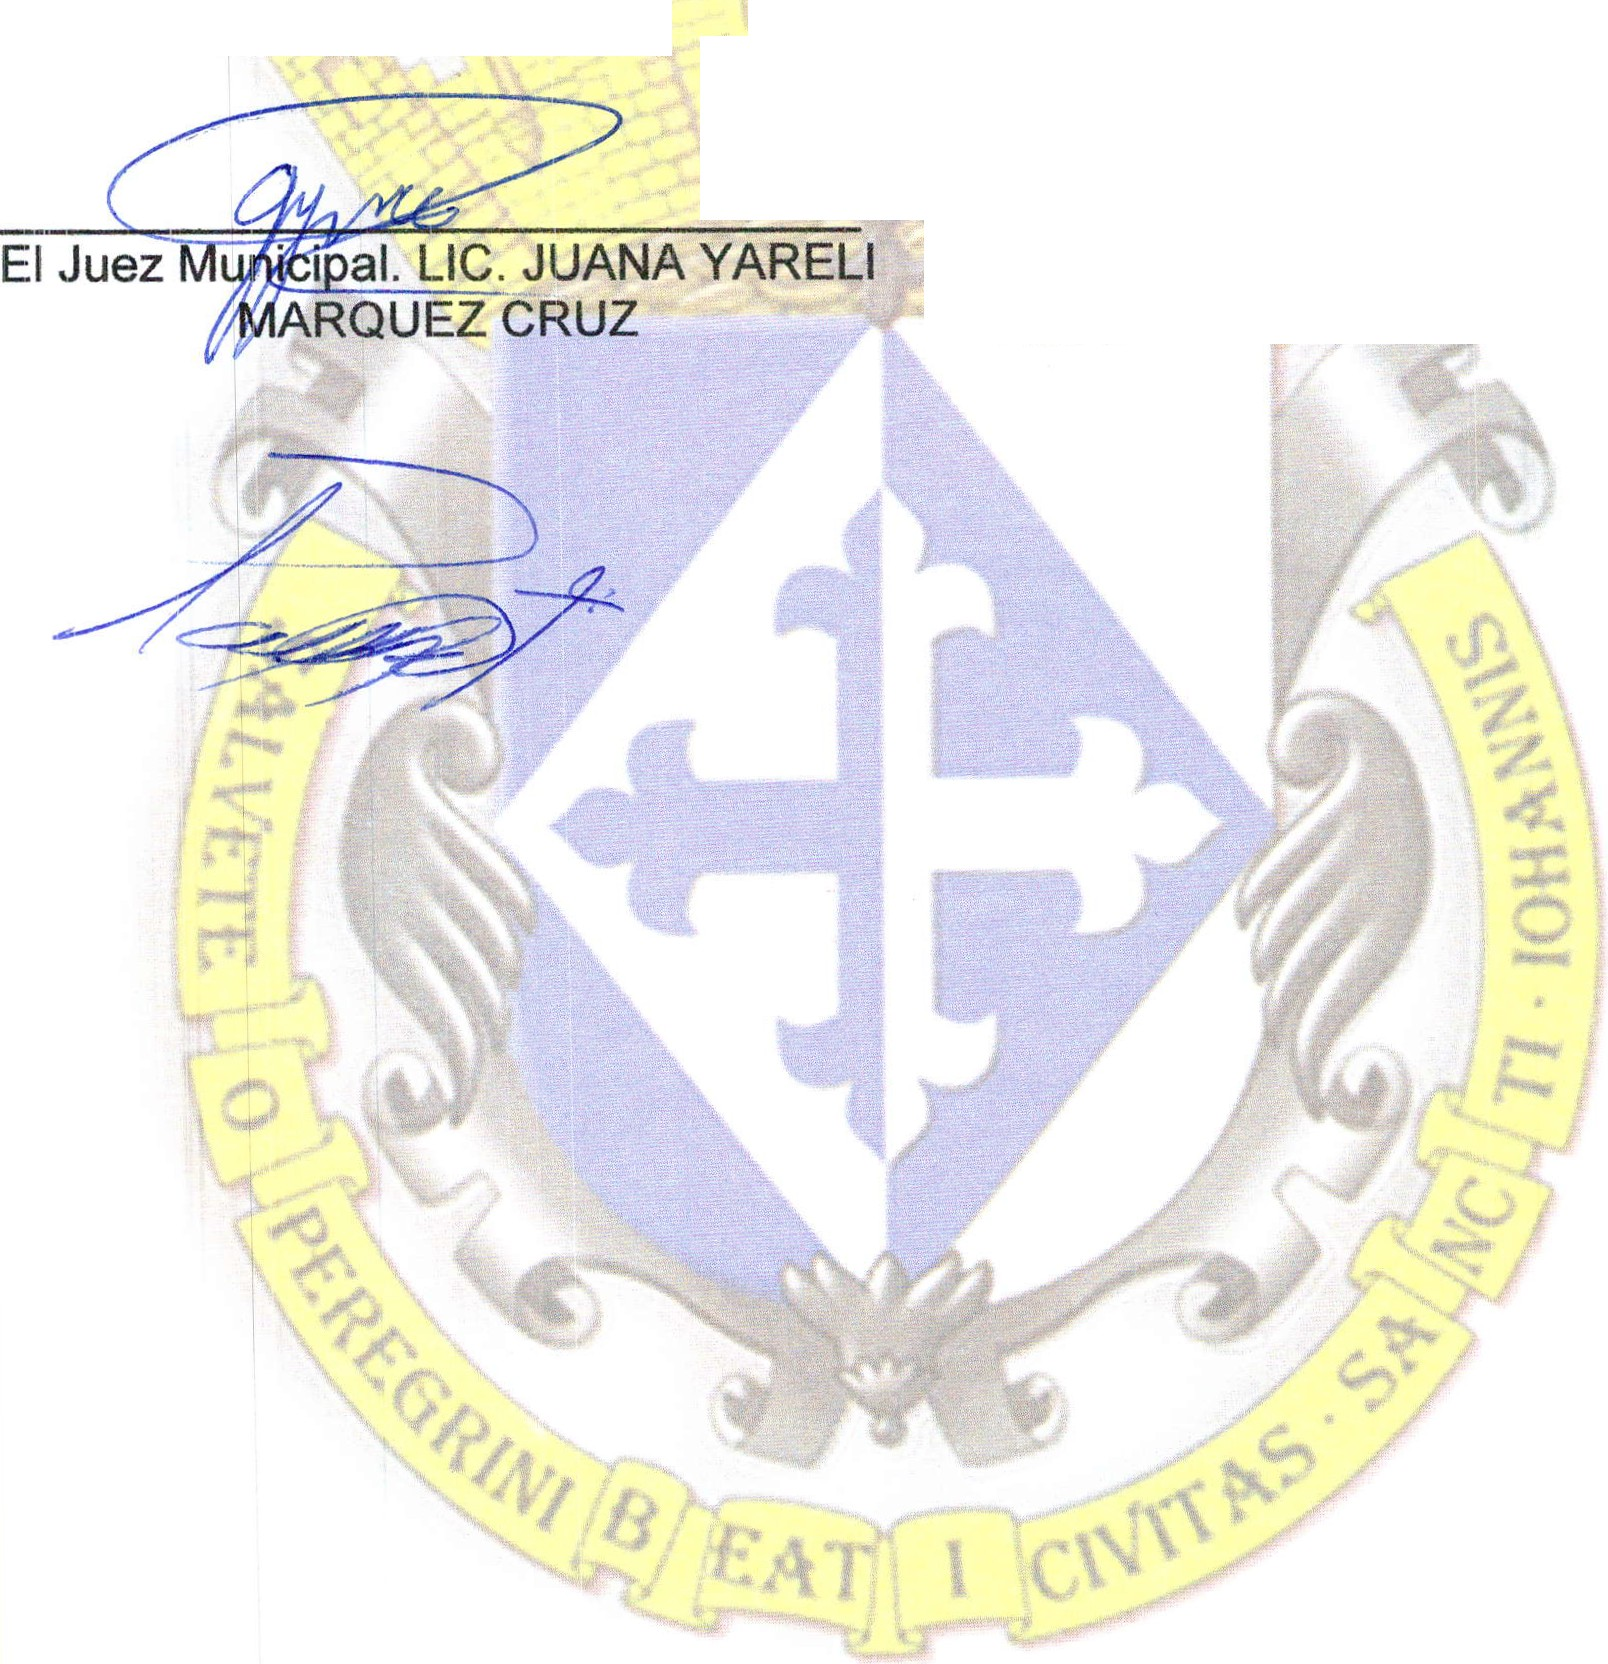 El Juez Municipal. LIC. JUANA YARELI
MARQUEZ CRUZ
SALVETE O PEREGRINI BEATI CIVITAS · SANCTI · IOHANNIS